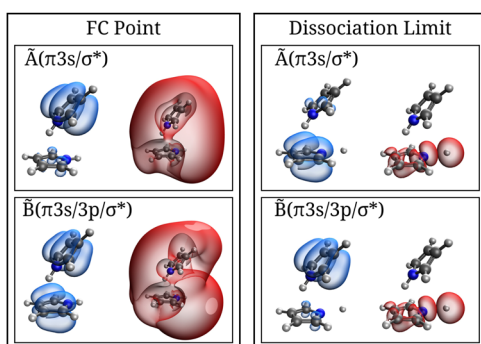 FC Point
Ã(π3s/σ*)
B̃(π3s/3p/σ*)
Dissociation Limit
Ã(π3s/σ*)
B̃(π3s/3p/σ*)